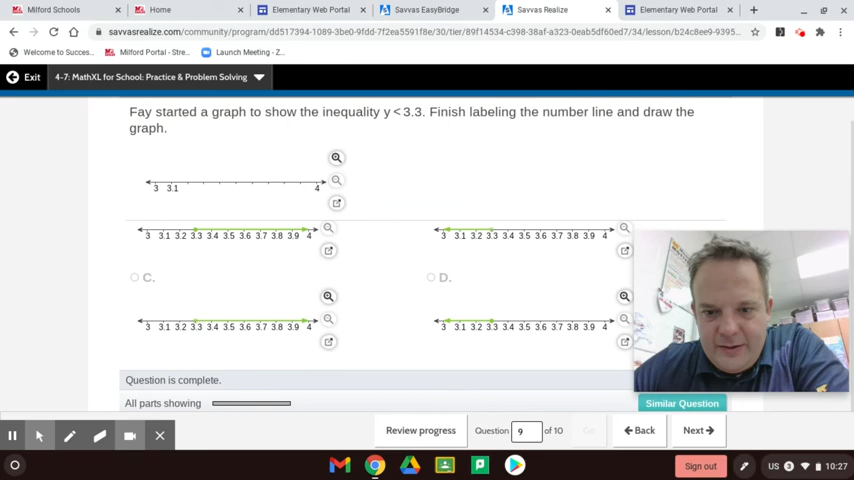 Milford Schools
Home
Elementary Web Portal
Savvas EasyBridge
Savvas Realize
Elementary Web Portal
savvasrealize.com/community/program/dd517394-1089-3be0-9fdd-7f2ea5591f8e/30/tier/89f14534-c398-38af-a323-0eab5df60ed7/34/lesson/b24c8ee9-9395...
Welcome to Succes...
Milford Portal - Stre...
Launch Meeting - Z...
Exit
4-7: MathXL for School: Practice & Problem Solving
Fay started a graph to show the inequality y < 3.3. Finish labeling the number line and draw the
graph.
3 3.1 4
3 3.1 3.2 3.3 3.4 3.5 3.6 3.7 3.8 3.9 4
3 3.1 3.2 3.3 3.4 3.5 3.6 3.7 3.8 3.9 4
C.
D.
3 3.1 3.2 3.3 3.4 3.5 3.6 3.7 3.8 3.9 4
3 3.1 3.2 3.3 3.4 3.5 3.6 3.7 3.8 3.9 4
Question is complete.
All parts showing
Similar Question
Review progress
Question 9 of 10
Go
Back
Next
Sign out
US 3 10:27